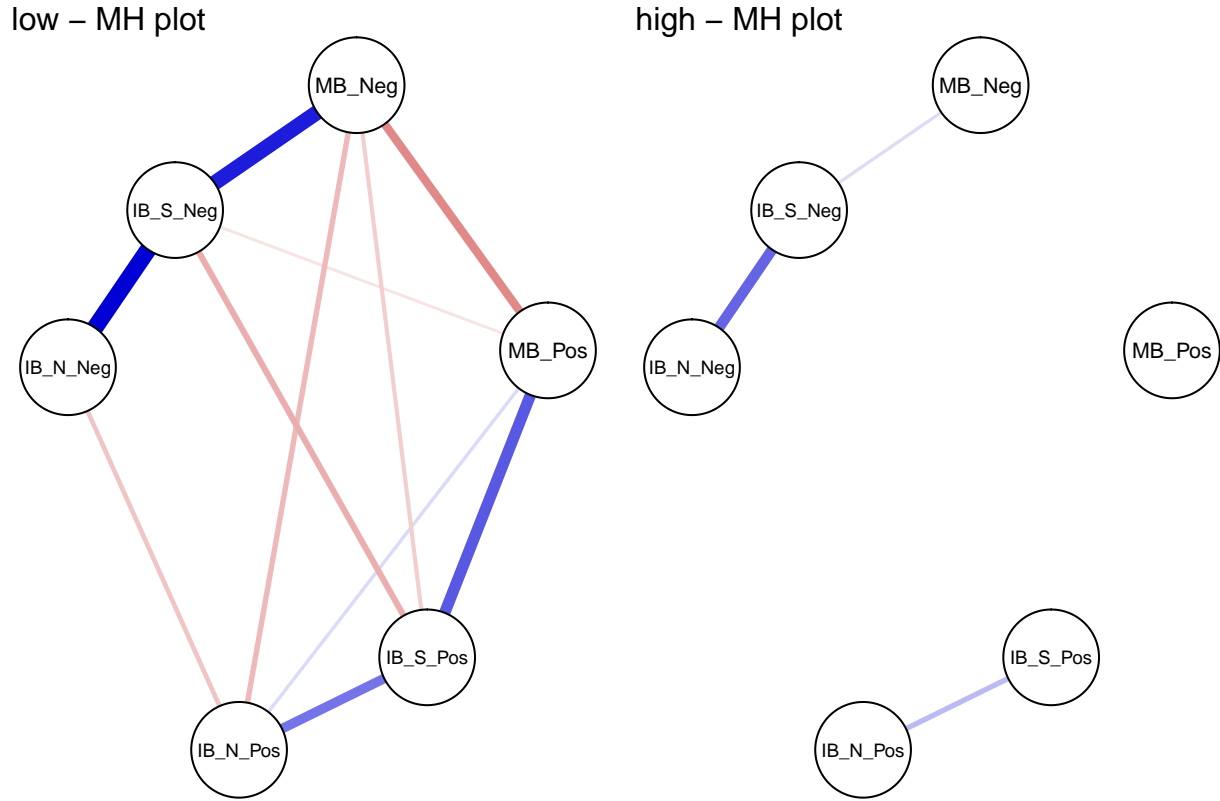 low – MH plot
MB_Neg
IB_S_Neg
MB_Pos
IB_N_Neg
IB_S_Pos
IB_N_Pos
high – MH plot
MB_Neg
IB_S_Neg
MB_Pos
IB_N_Neg
IB_S_Pos
IB_N_Pos